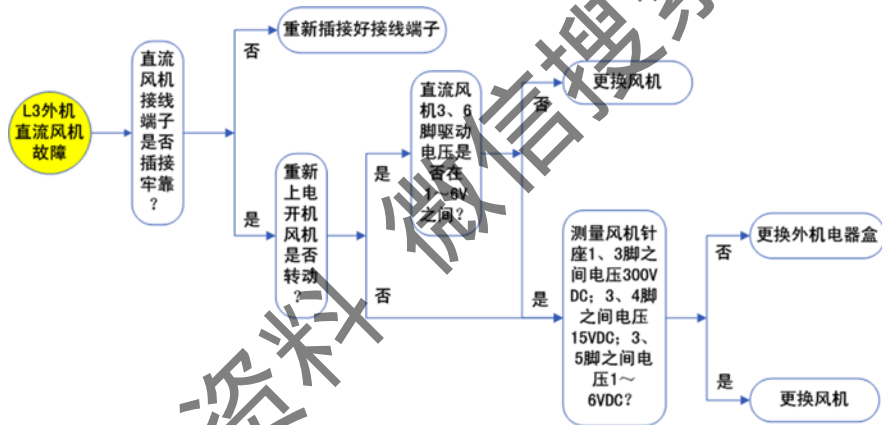 L3外机
直流风机
故障
直流
风机
接线
端子
是否
插接
牢靠
?
否
重新插接好接线端子
是
重新
上电
开机
风机
是否
转动
?
是
直流风
机3、6
脚驱动
电压是
否在
1～6V
之间?
否
更换风机
否
是
测量风机针
座1、3脚之
间电压300V
DC; 3、4脚
之间电压
15VDC; 3、
5脚之间电
压1～
6VDC?
否
更换外机电器盒
是
更换风机
资料 微信搜索